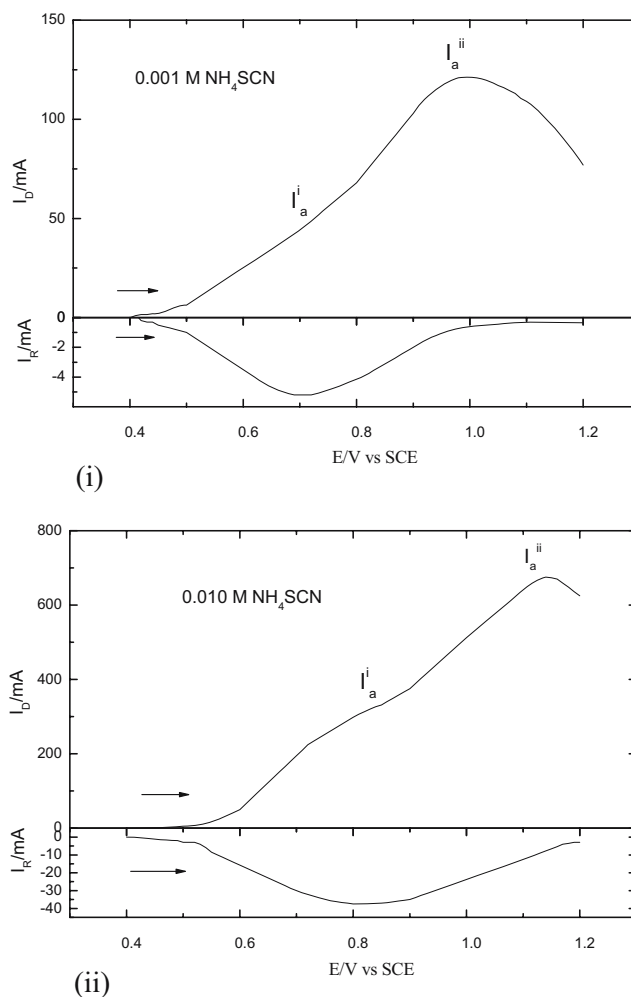 150
I_a^ii
0.001 M NH₄SCN
100
I_D/mA
I_a^i
50
0
0
I_R/mA
-2
-4
0.4 0.6 0.8 1.0 1.2
E/V vs SCE
(i)
800
I_a^ii
0.010 M NH₄SCN
600
I_D/mA
400
I_a^i
200
0
0
I_R/mA
-10
-20
-30
-40
0.4 0.6 0.8 1.0 1.2
E/V vs SCE
(ii)